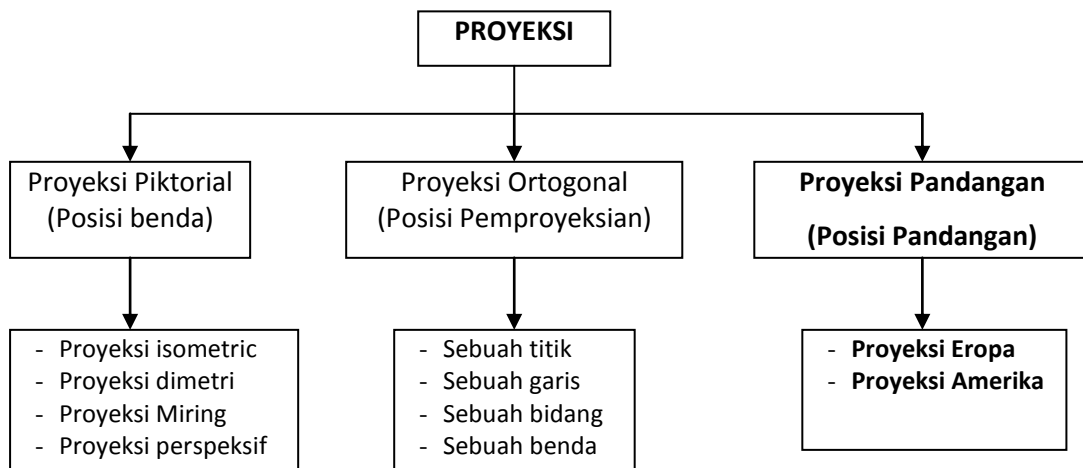 PROYEKSI
Proyeksi Piktorial
(Posisi benda)
Proyeksi Ortogonal
(Posisi Pemproyeksian)
Proyeksi Pandangan
(Posisi Pandangan)
- Proyeksi isometric
- Proyeksi dimetri
- Proyeksi Miring
- Proyeksi perspeksif
- Sebuah titik
- Sebuah garis
- Sebuah bidang
- Sebuah benda
- Proyeksi Eropa
- Proyeksi Amerika